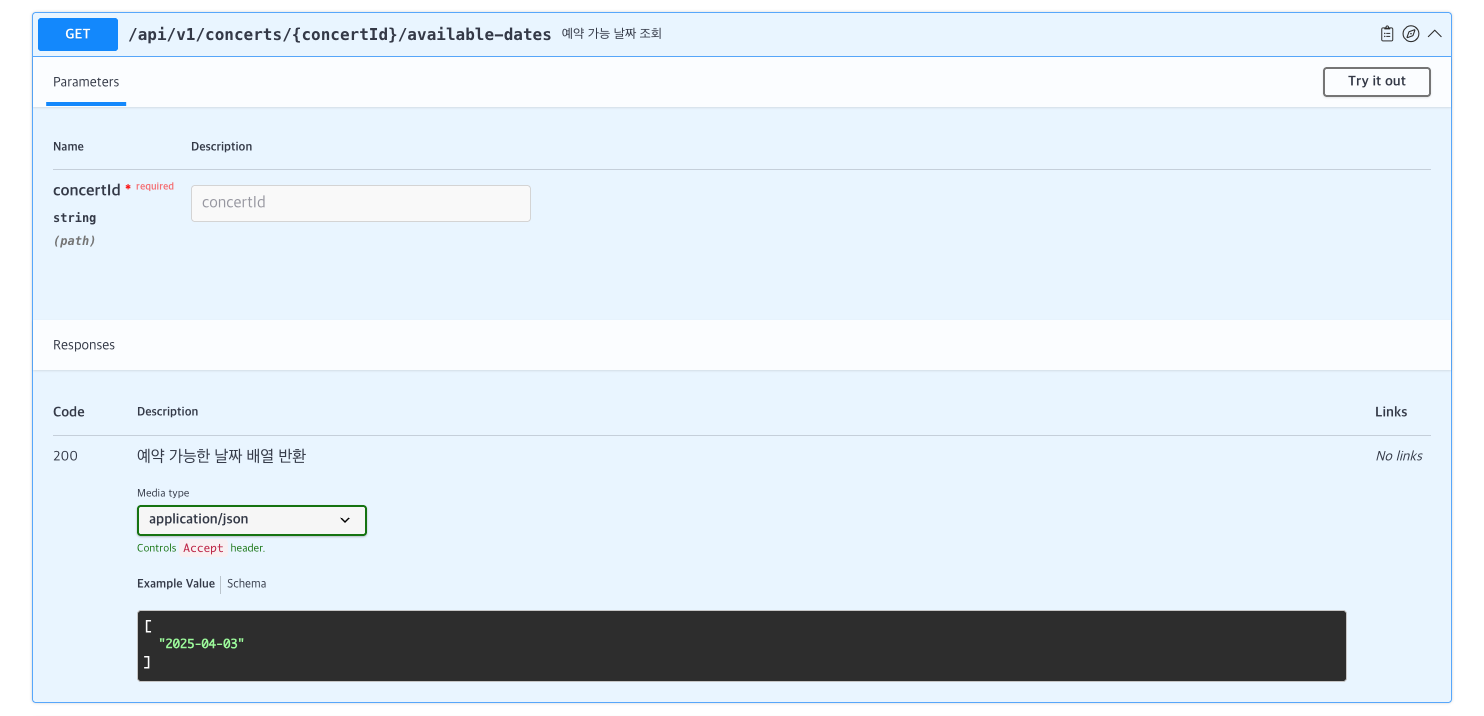 GET /api/v1/concerts/{concertId}/available-dates 예약 가능 날짜 조회
Parameters
Try it out
Name Description
concertId * required
string
(path)
concertId
Responses
Code Description Links
200 예약 가능한 날짜 배열 반환 No links
Media type
application/json
Controls Accept header.
Example Value Schema
[
"2025-04-03"
]